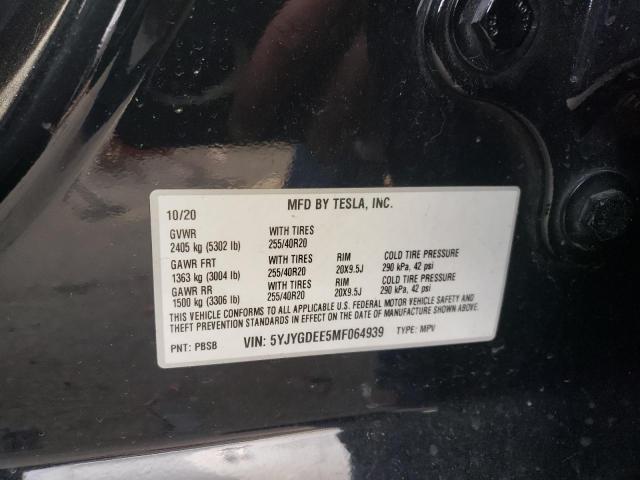 MFD BY TESLA, INC.
10/20
GVWR WITH TIRES
2405 kg (5302 lb) 255/40R20
GAWR FRT WITH TIRES RIM COLD TIRE PRESSURE
1363 kg (3004 lb) 255/40R20 20X9.5J 290 kPa, 42 psi
GAWR RR WITH TIRES RIM COLD TIRE PRESSURE
1500 kg (3306 lb) 255/40R20 20X9.5J 290 kPa, 42 psi
THIS VEHICLE CONFORMS TO ALL APPLICABLE U.S. FEDERAL MOTOR VEHICLE SAFETY AND
THEFT PREVENTION STANDARDS IN EFFECT ON THE DATE OF MANUFACTURE SHOWN ABOVE.
PNT: PBSB VIN: 5YJYGDEE5MF064939 TYPE: MPV